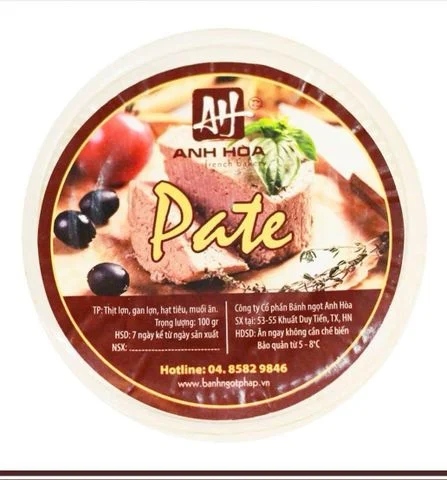 AH
ANH HÒA
french bakery
Pate
TP: Thịt lợn, gan lợn, hạt tiêu, muối ăn.
Trọng lượng: 100 gr
HSD: 7 ngày kể từ ngày sản xuất
NSX:
Công ty Cổ phần Bánh ngọt Anh Hòa
SX tại: 53-55 Khuất Duy Tiến, TX, HN
HDSD: Ăn ngay không cần chế biến
Bảo quản từ 5 - 8°C
Hotline: 04. 8582 9846
www.banhngotphap.vn